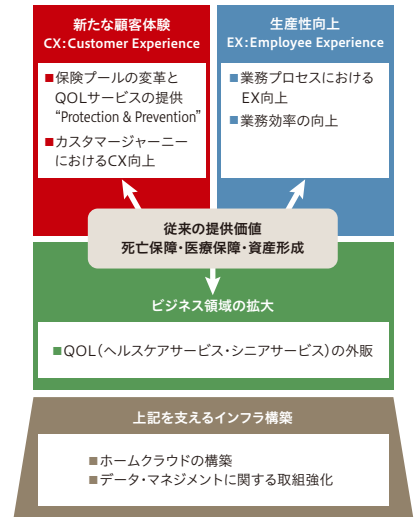 新たな顧客体験
CX:Customer Experience
■保険プールの変革と
QOLサービスの提供
“Protection & Prevention”
■カスタマージャーニー
におけるCX向上
生産性向上
EX:Employee Experience
■業務プロセスにおける
EX向上
■業務効率の向上
従来の提供価値
死亡保障・医療保障・資産形成
ビジネス領域の拡大
■QOL(ヘルスケアサービス・シニアサービス)の外販
上記を支えるインフラ構築
■ホームクラウドの構築
■データ・マネジメントに関する取組強化